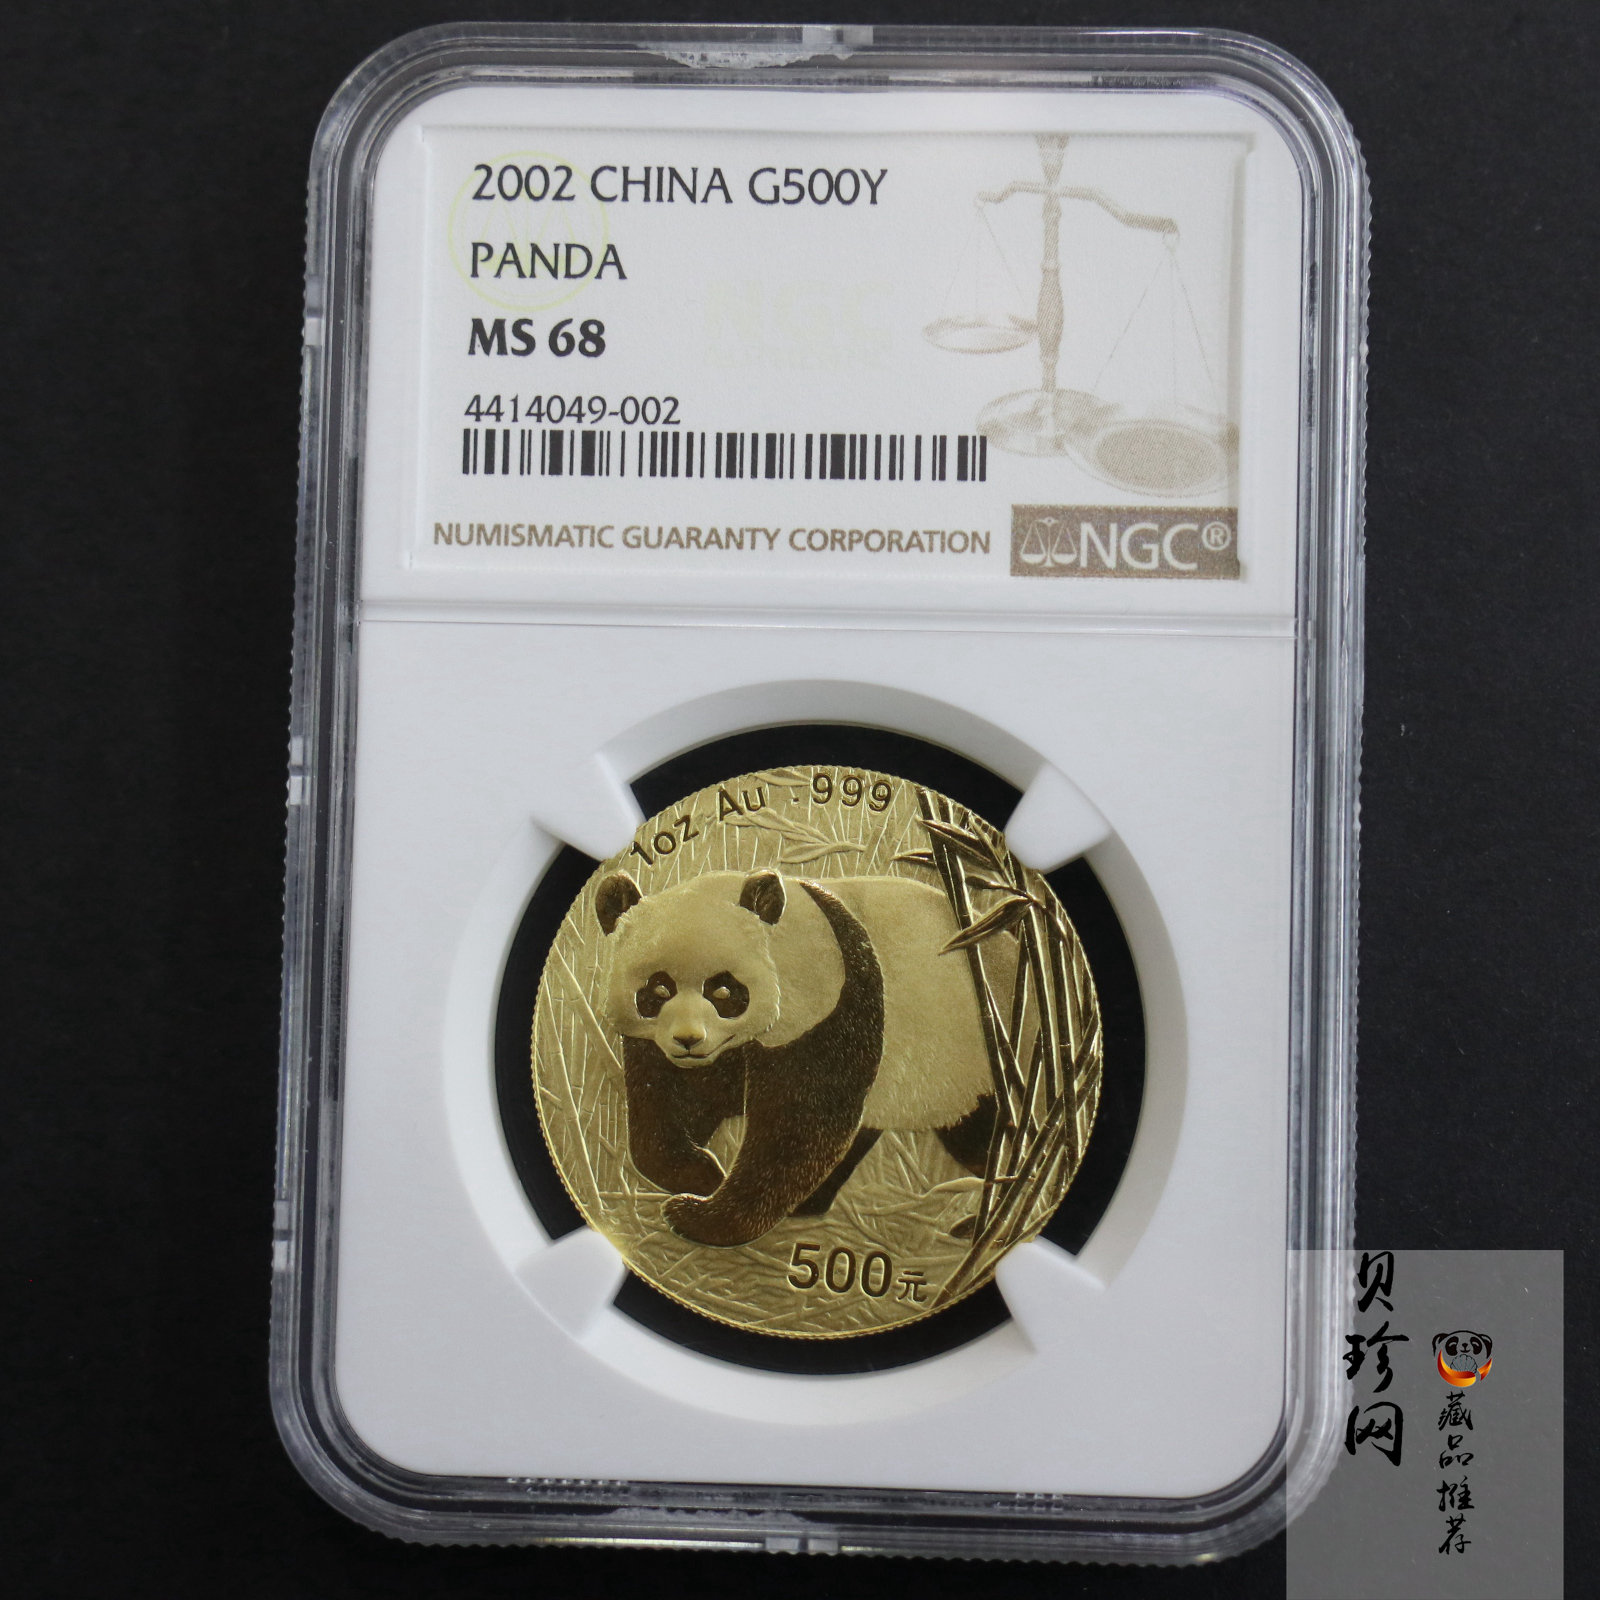 2002 CHINA G500Y
PANDA
MS 68
4414049-002
NUMISMATIC GUARANTY CORPORATION
NGC®
1oz Au .999
500元
贝珍网
藏品推荐